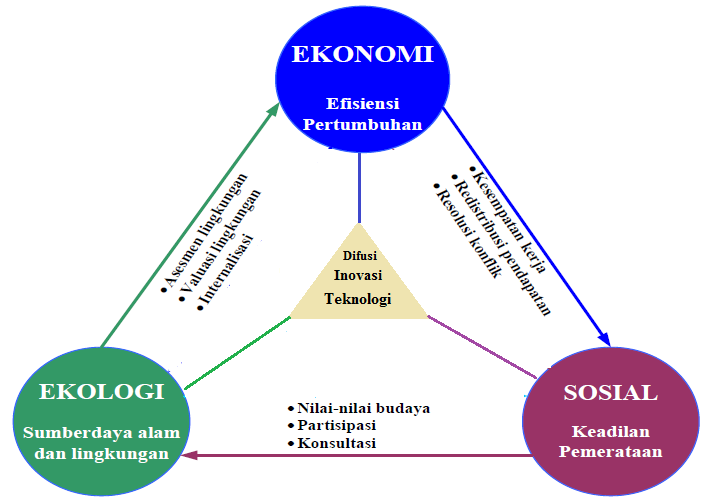 EKONOMI
Efisiensi
Pertumbuhan
• Asesmen lingkungan
• Valuasi lingkungan
• Internalisasi
• Kesempatan kerja
• Redistribusi pendapatan
• Resolusi konflik
Difusi
Inovasi
Teknologi
EKOLOGI
Sumberdaya alam
dan lingkungan
• Nilai-nilai budaya
• Partisipasi
• Konsultasi
SOSIAL
Keadilan
Pemerataan